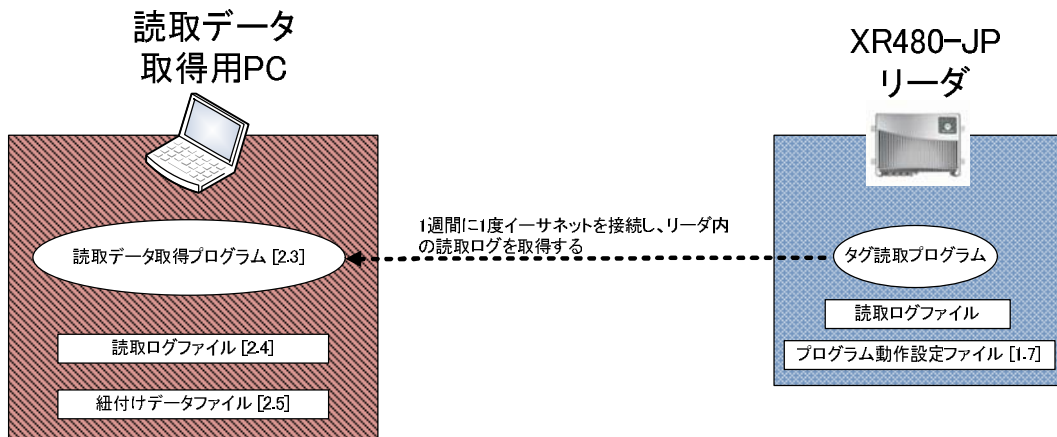 読取データ
取得用PC
XR480-JP
リーダ
1週間に1度イーサネットを接続し、リーダ内
の読取ログを取得する
読取データ取得プログラム [2.3]
タグ読取プログラム
読取ログファイル
読取ログファイル [2.4]
プログラム動作設定ファイル [1.7]
紐付けデータファイル [2.5]